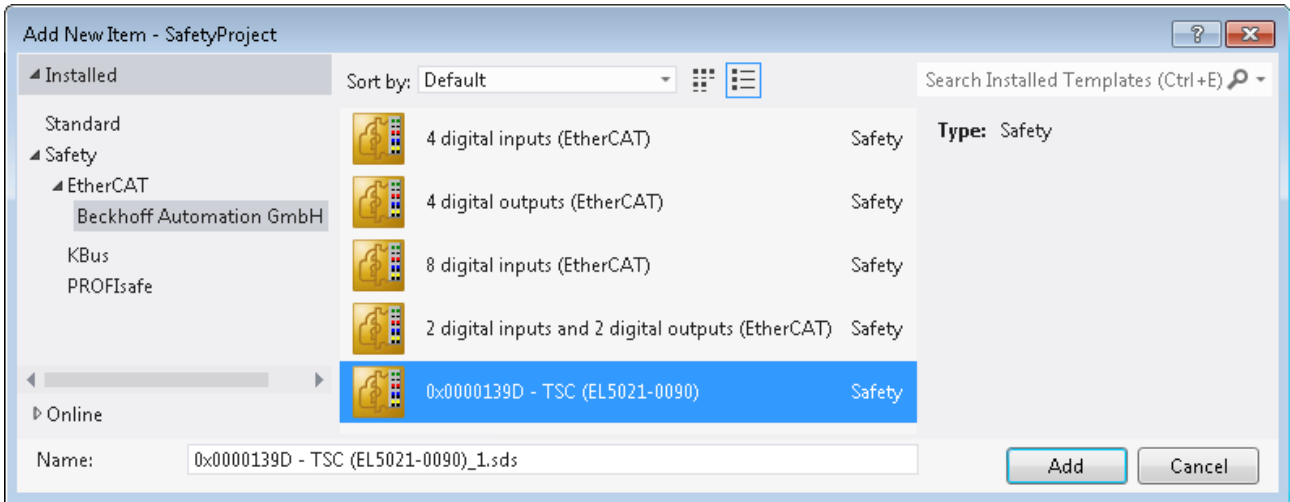 Add New Item - SafetyProject
?
Installed
Sort by: Default
Search Installed Templates (Ctrl+E)
Standard
Safety
EtherCAT
Beckhoff Automation GmbH
KBus
PROFIsafe
Online
4 digital inputs (EtherCAT) Safety
4 digital outputs (EtherCAT) Safety
8 digital inputs (EtherCAT) Safety
2 digital inputs and 2 digital outputs (EtherCAT) Safety
0x0000139D - TSC (EL5021-0090) Safety
Type: Safety
Name: 0x0000139D - TSC (EL5021-0090)_1.sds
Add Cancel